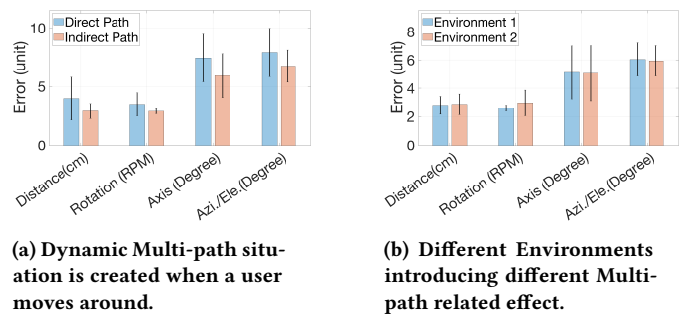 Direct Path
Indirect Path
10
5
0
Error (unit)
Distance(cm)
Rotation (RPM)
Axis (Degree)
Azi./Ele.(Degree)
(a) Dynamic Multi-path situ-
ation is created when a user
moves around.
Environment 1
Environment 2
8
6
4
2
0
Error (unit)
Distance(cm)
Rotation (RPM)
Axis (Degree)
Azi./Ele.(Degree)
(b) Different Environments
introducing different Multi-
path related effect.